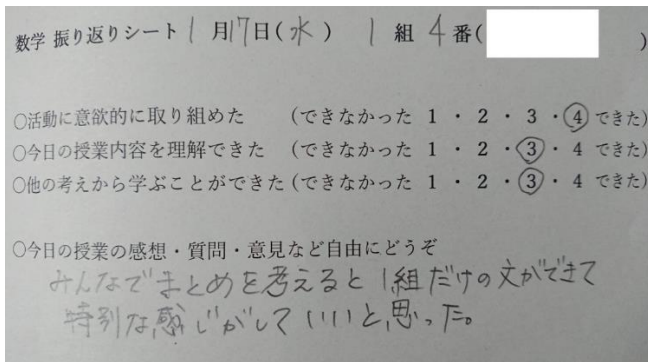 数学 振り返りシート 1月17日(水) 1組 4番( )
○活動に意欲的に取り組めた (できなかった 1・2・3・4 できた)
○今日の授業内容を理解できた (できなかった 1・2・3・4 できた)
○他の考えから学ぶことができた(できなかった 1・2・3・4 できた)
○今日の授業の感想・質問・意見など自由にどうぞ
みんなでまとめを考えると1組だけの文ができて
特別な感じがしていいと思った。